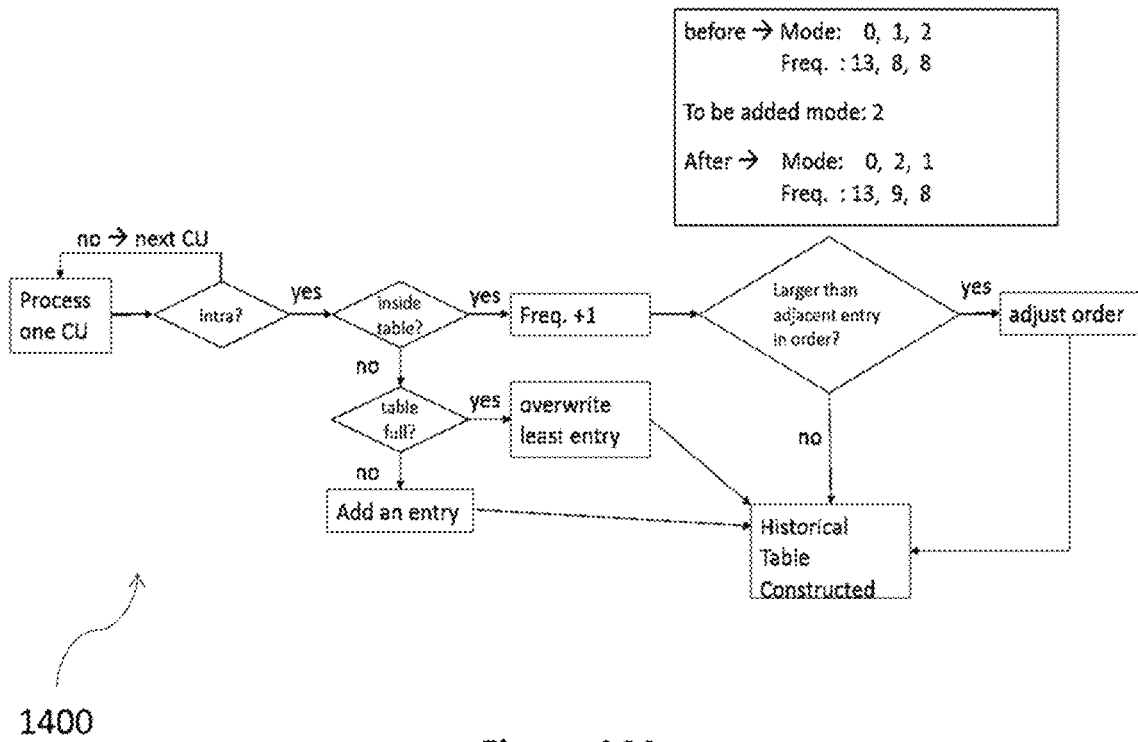 before → Mode: 0, 1, 2
Freq. : 13, 8, 8
To be added mode: 2
After → Mode: 0, 2, 1
Freq. : 13, 9, 8
no → next CU
Process
one CU
intra?
yes
inside
table?
yes
Freq. +1
Larger than
adjacent entry
in order?
yes
adjust order
no
table
full?
yes
overwrite
least entry
no
no
Add an entry
Historical
Table
Constructed
1400